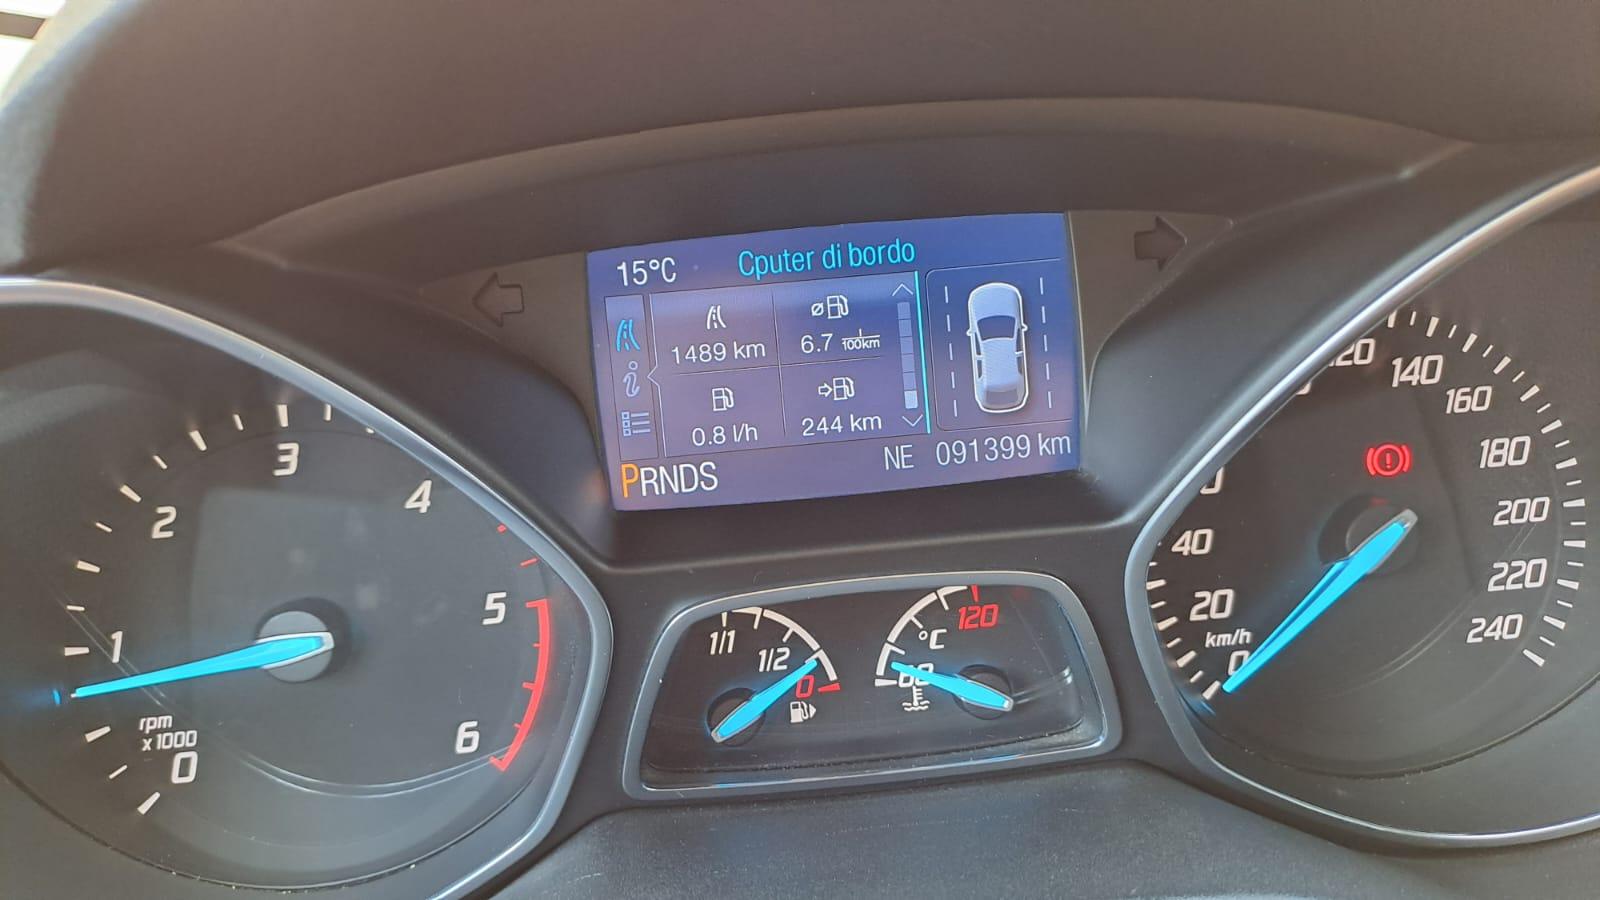 15°C
Cputer di bordo
1489 km
6.7 l/100km
0.8 l/h
244 km
PRNDS
NE 091399 km
0
1
2
3
4
5
6
rpm
x 1000
1/1
1/2
0
°C
60
120
0
20
40
140
160
180
200
220
240
km/h